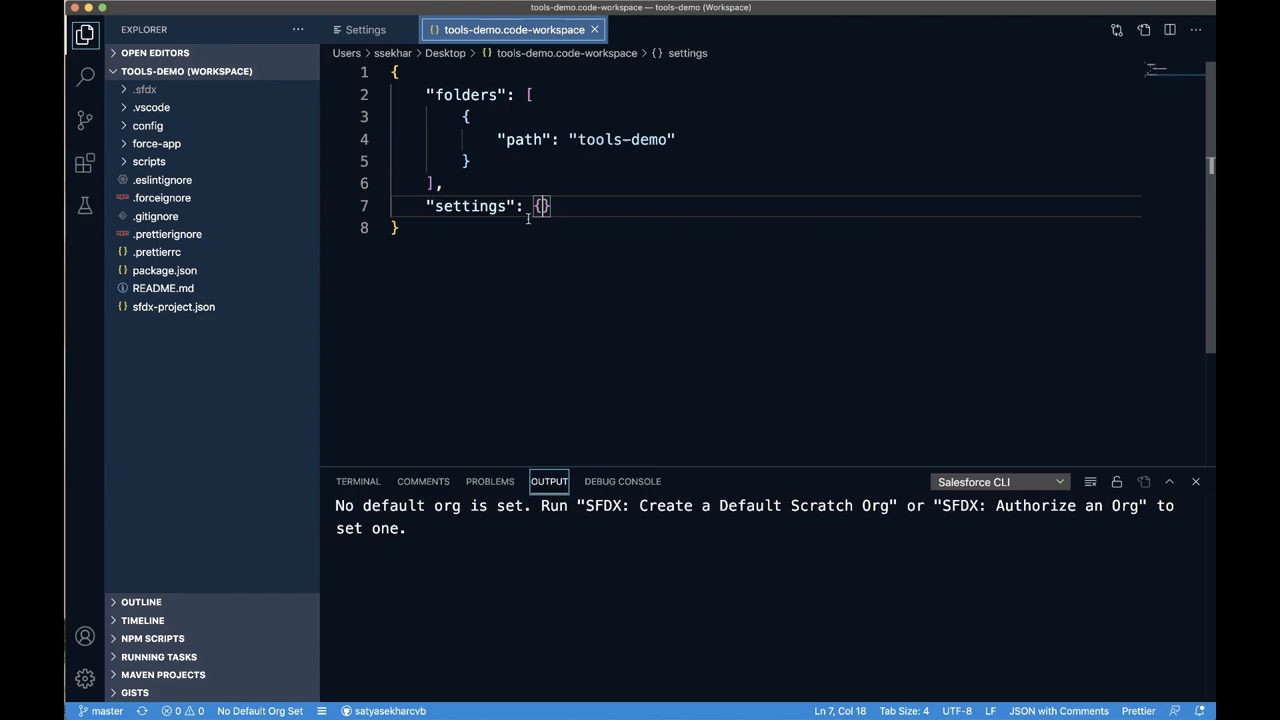 tools-demo.code-workspace — tools-demo (Workspace)
EXPLORER
Settings
{} tools-demo.code-workspace
OPEN EDITORS
Users > ssekhar > Desktop > {} tools-demo.code-workspace > {} settings
TOOLS-DEMO (WORKSPACE)
.sfdx
.vscode
config
force-app
scripts
.eslintignore
.forceignore
.gitignore
.prettierignore
{} .prettierrc
{} package.json
README.md
{} sfdx-project.json
1 {
2 "folders": [
3 {
4 "path": "tools-demo"
5 }
6 ],
7 "settings": {}
8 }
TERMINAL COMMENTS PROBLEMS OUTPUT DEBUG CONSOLE
Salesforce CLI
No default org is set. Run "SFDX: Create a Default Scratch Org" or "SFDX: Authorize an Org" to
set one.
OUTLINE
TIMELINE
NPM SCRIPTS
RUNNING TASKS
MAVEN PROJECTS
GISTS
master 0 0 No Default Org Set satyasekharcvb Ln 7, Col 18 Tab Size: 4 UTF-8 LF JSON with Comments Prettier